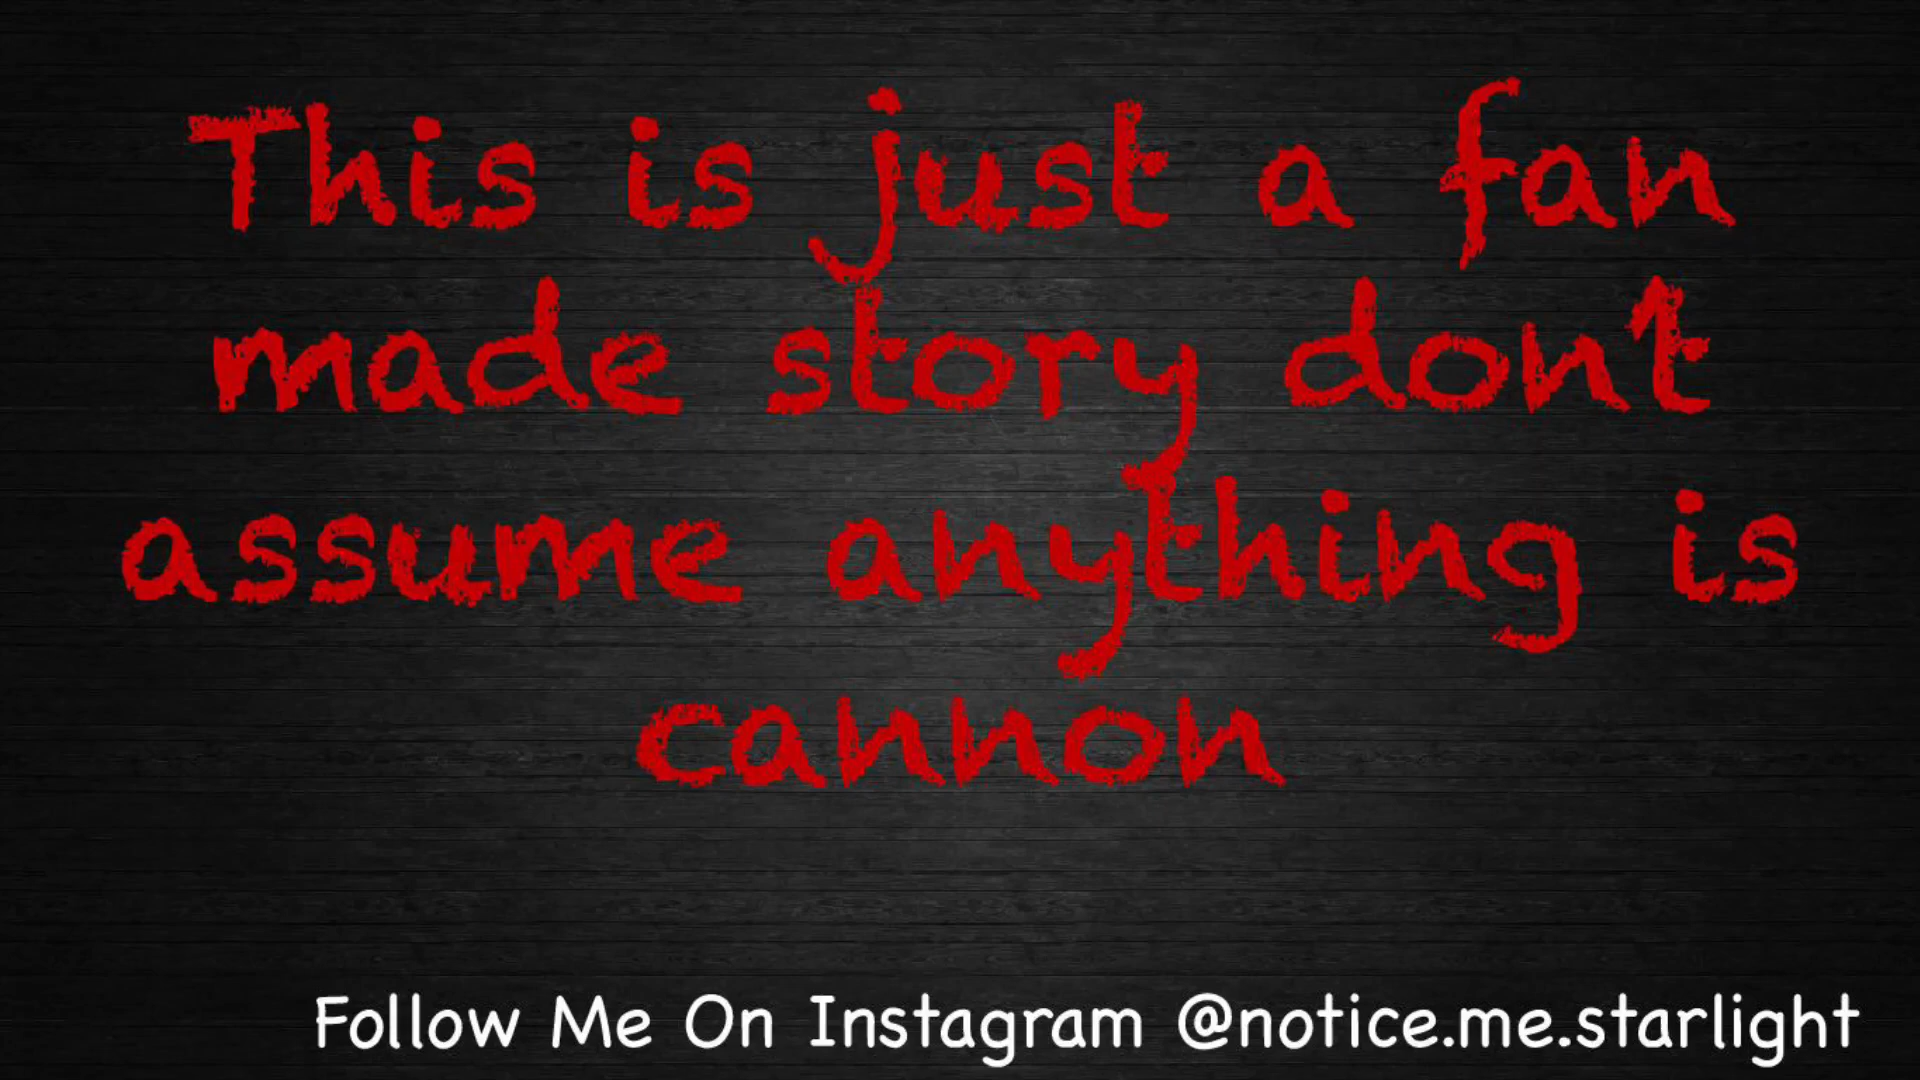 This is just a fan
made story dont
assume anything is
cannon
Follow Me On Instagram @notice.me.starlight